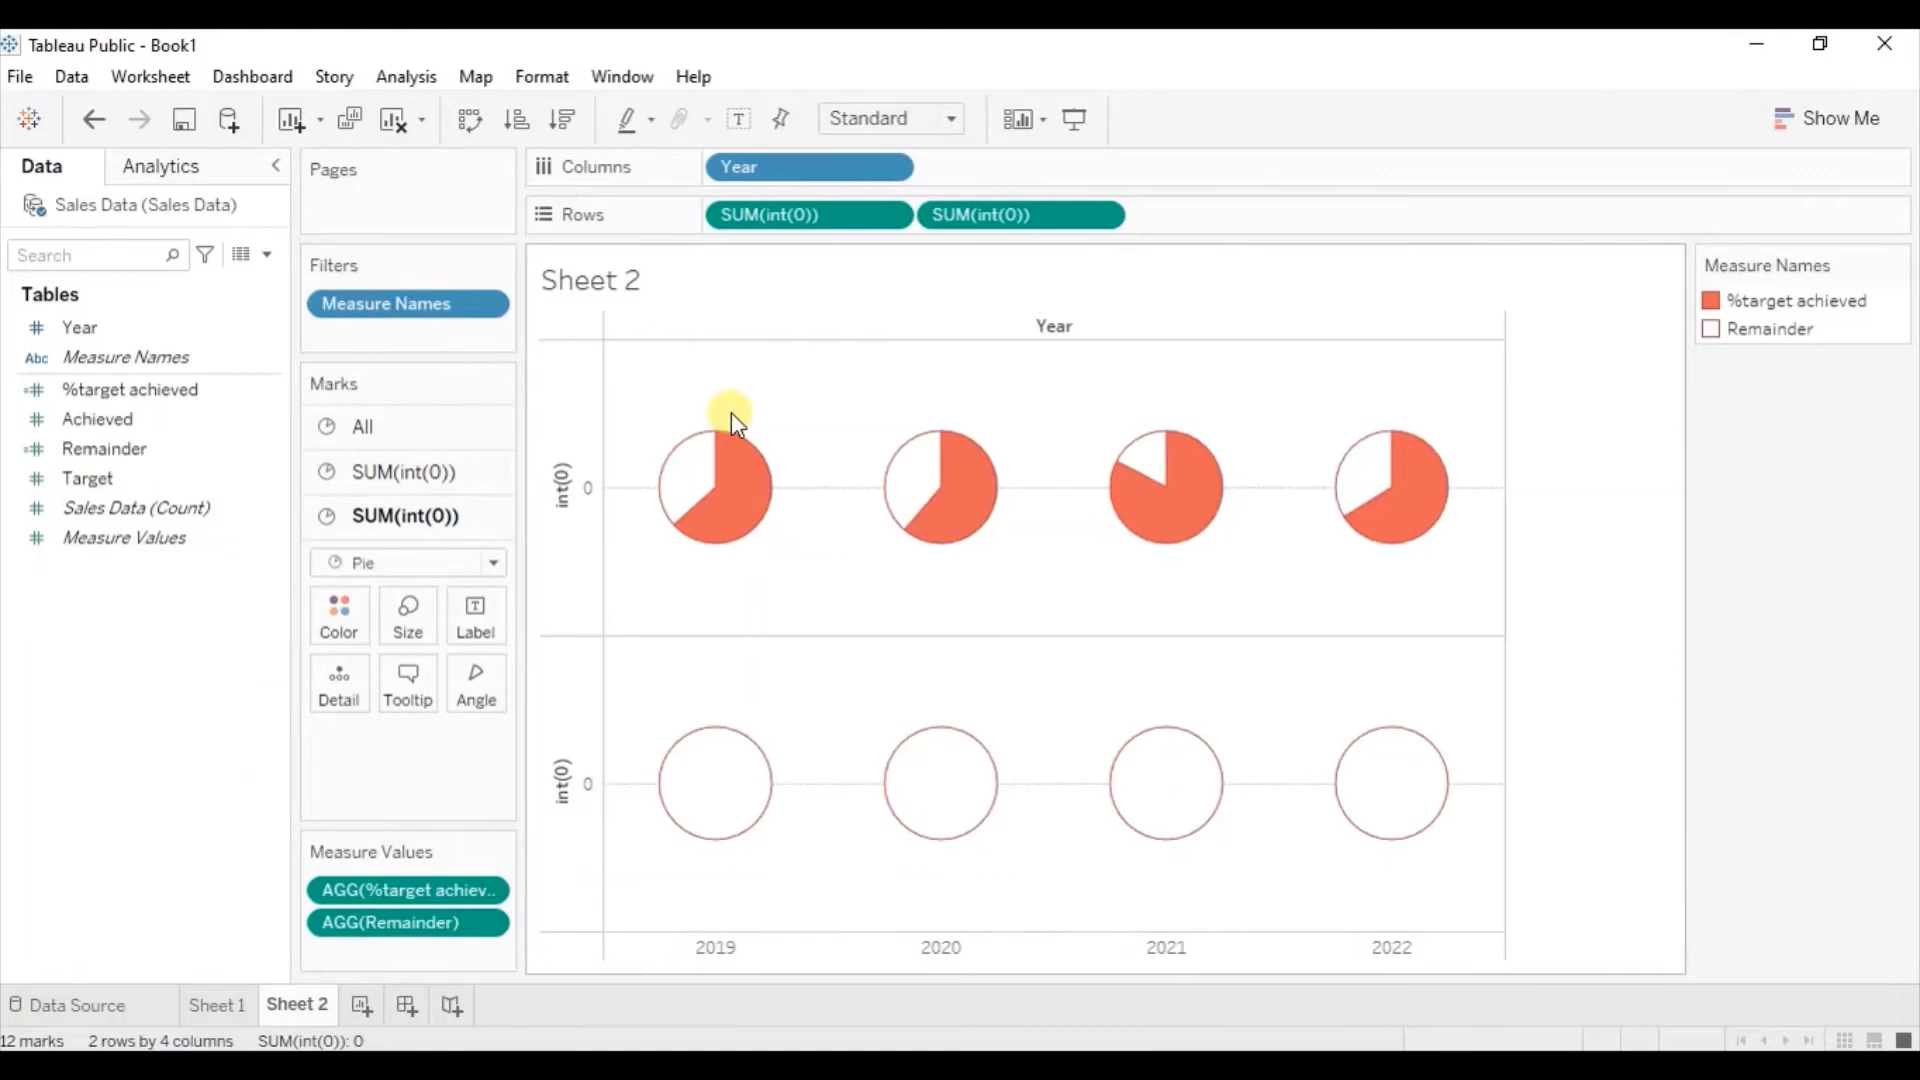 Tableau Public - Book1
File Data Worksheet Dashboard Story Analysis Map Format Window Help
Standard
Show Me
Data Analytics
Sales Data (Sales Data)
Search
Tables
# Year
Abc Measure Names
=# %target achieved
# Achieved
=# Remainder
# Target
# Sales Data (Count)
# Measure Values
Pages
Filters
Measure Names
Marks
All
SUM(int(0))
SUM(int(0))
Pie
Color Size Label
Detail Tooltip Angle
Measure Values
AGG(%target achiev..
AGG(Remainder)
Columns Year
Rows SUM(int(0)) SUM(int(0))
Sheet 2
Year
int(0) 0
int(0) 0
2019 2020 2021 2022
Measure Names
%target achieved
Remainder
Data Source Sheet 1 Sheet 2
12 marks 2 rows by 4 columns SUM(int(0)): 0